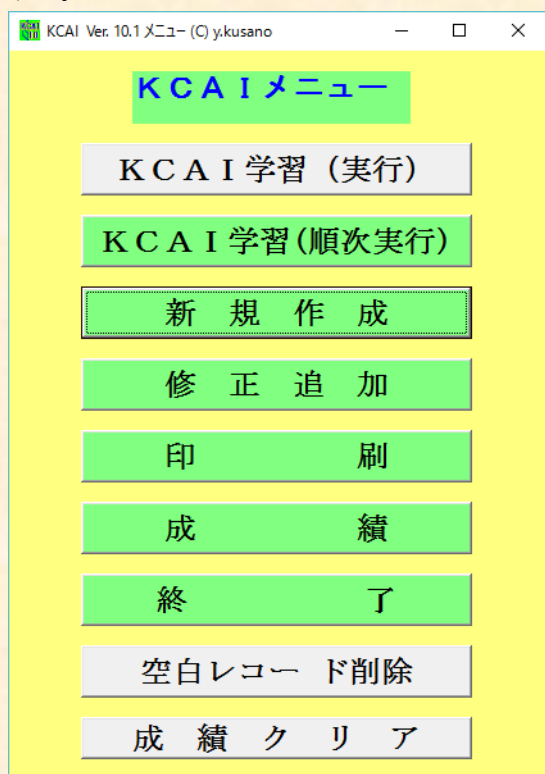 KCAI Ver. 10.1 メニュー (C) y.kusano
ＫＣＡＩメニュー
ＫＣＡＩ学習（実行）
ＫＣＡＩ学習(順次実行)
新　規　作　成
修　正　追　加
印　　　　　刷
成　　　　　績
終　　　　　了
空白レコード削除
成　績　ク　リ　ア